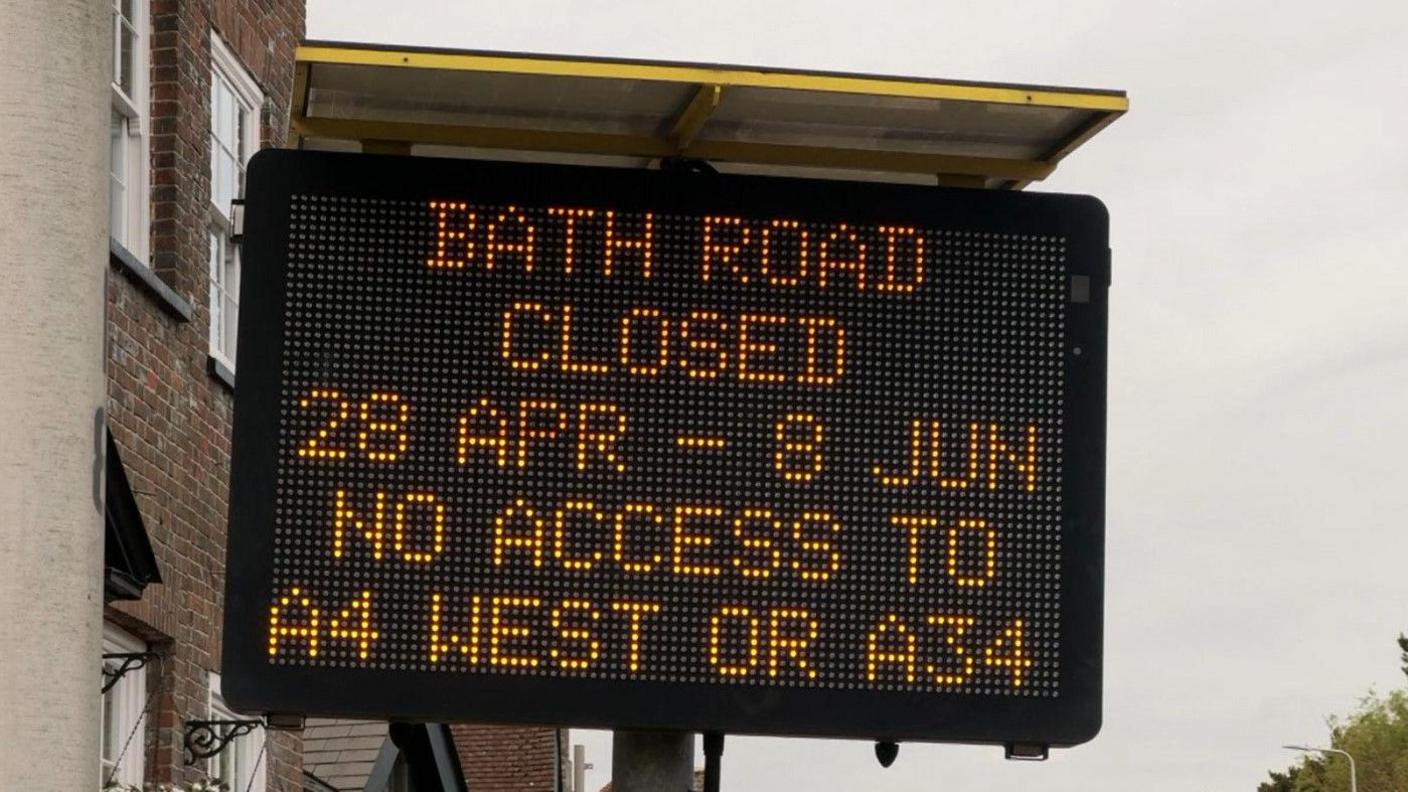 BATH ROAD
CLOSED
28 APR - 8 JUN
NO ACCESS TO
A4 WEST OR A34